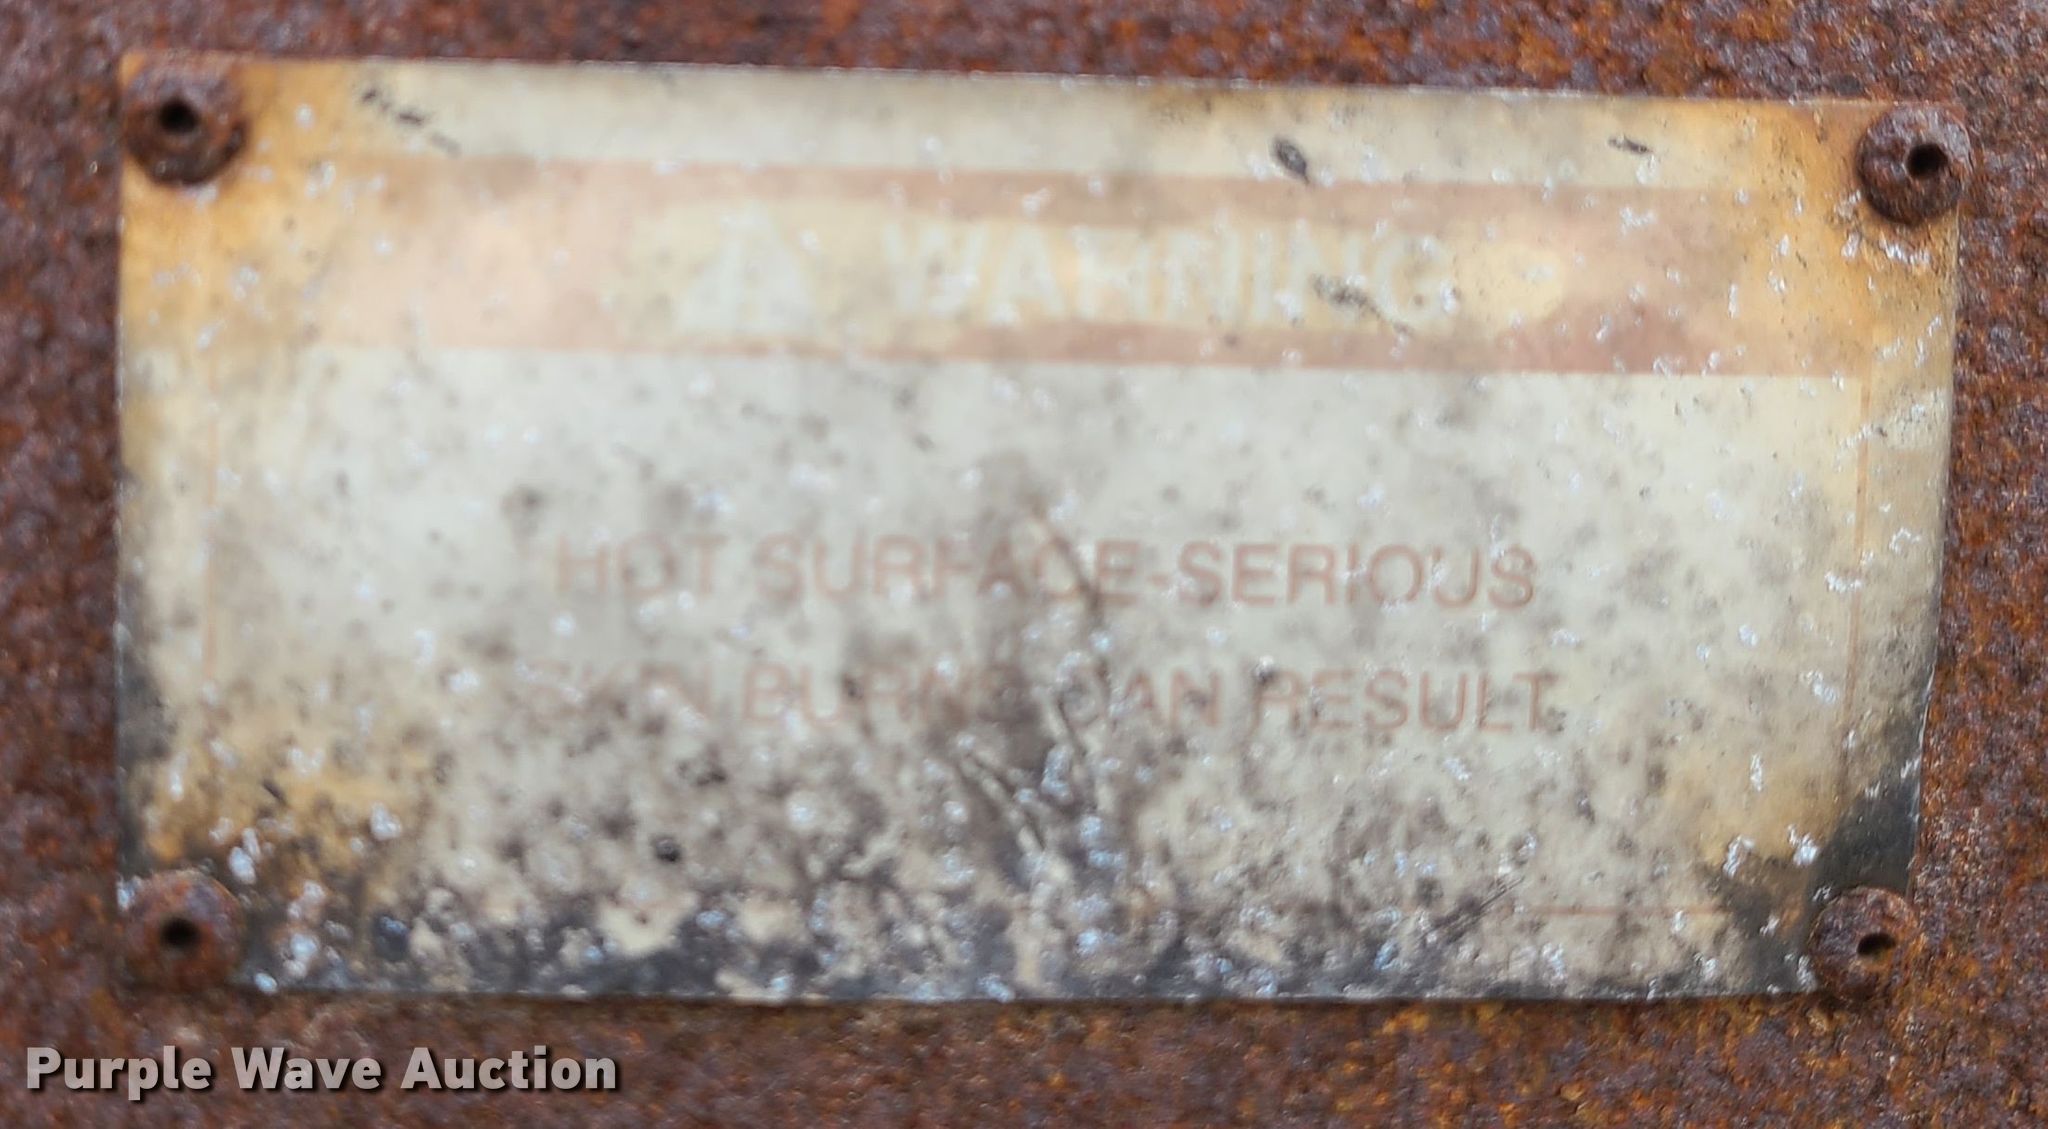 WARNING
HOT SURFACE-SERIOUS
SKIN BURNS CAN RESULT
Purple Wave Auction